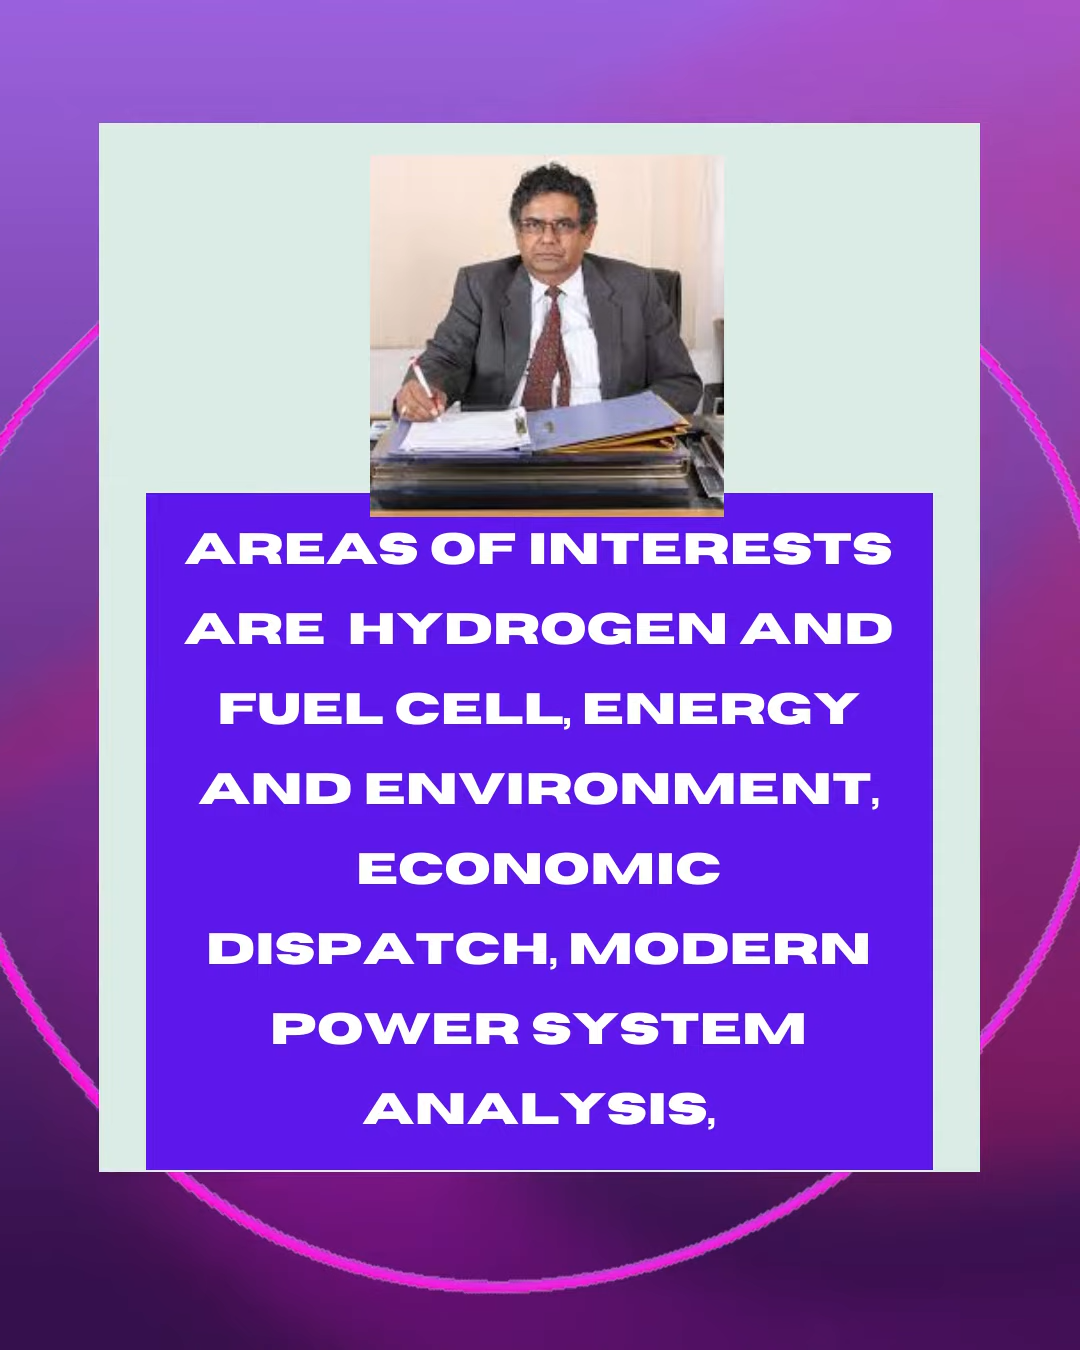 AREAS OF INTERESTS
ARE HYDROGEN AND
FUEL CELL, ENERGY
AND ENVIRONMENT,
ECONOMIC
DISPATCH, MODERN
POWER SYSTEM
ANALYSIS,